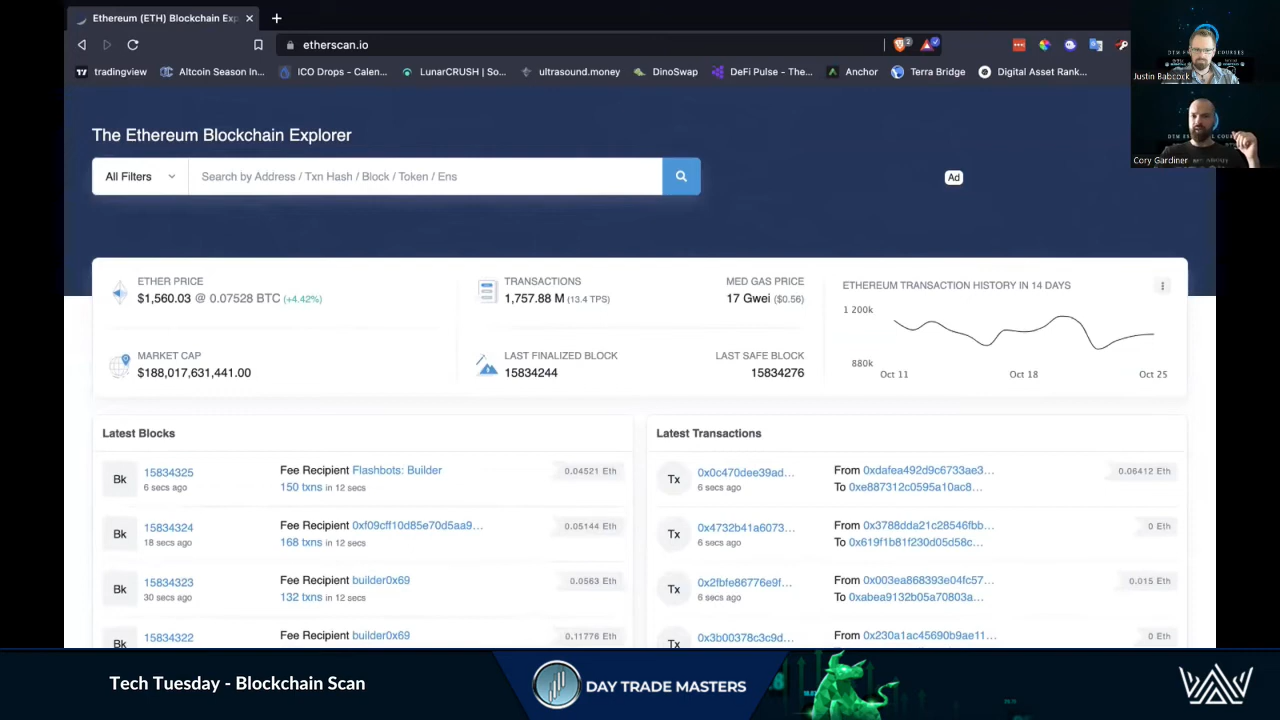 Ethereum (ETH) Blockchain Exp
etherscan.io
2
tradingview
Altcoin Season In...
ICO Drops - Calen...
LunarCRUSH | So...
ultrasound.money
DinoSwap
DeFi Pulse - The...
Anchor
Terra Bridge
Digital Asset Rank...
Justin Babcock
Cory Gardiner
The Ethereum Blockchain Explorer
All Filters
Search by Address / Txn Hash / Block / Token / Ens
Ad
ETHER PRICE
$1,560.03 @ 0.07528 BTC (+4.42%)
MARKET CAP
$188,017,631,441.00
TRANSACTIONS
1,757.88 M (13.4 TPS)
MED GAS PRICE
17 Gwei ($0.56)
LAST FINALIZED BLOCK
15834244
LAST SAFE BLOCK
15834276
ETHEREUM TRANSACTION HISTORY IN 14 DAYS
1 200k
880k
Oct 11
Oct 18
Oct 25
Latest Blocks
Bk
15834325
6 secs ago
Fee Recipient Flashbots: Builder
150 txns in 12 secs
0.04521 Eth
Bk
15834324
18 secs ago
Fee Recipient 0xf09cff10d85e70d5aa9...
168 txns in 12 secs
0.05144 Eth
Bk
15834323
30 secs ago
Fee Recipient builder0x69
132 txns in 12 secs
0.0563 Eth
Bk
15834322
Fee Recipient builder0x69
0.11776 Eth
Latest Transactions
Tx
0x0c470dee39ad...
6 secs ago
From 0xdafea492d9c6733ae3...
To 0xe887312c0595a10ac8...
0.06412 Eth
Tx
0x4732b41a6073...
6 secs ago
From 0x3788dda21c28546fbb...
To 0x619f1b81f230d05d58c...
0 Eth
Tx
0x2fbfe86776e9f...
6 secs ago
From 0x003ea868393e04fc57...
To 0xabea9132b05a70803a...
0.015 Eth
Tx
0x3b00378c3c9d...
From 0x230a1ac45690b9ae11...
0 Eth
Tech Tuesday - Blockchain Scan
DAY TRADE MASTERS